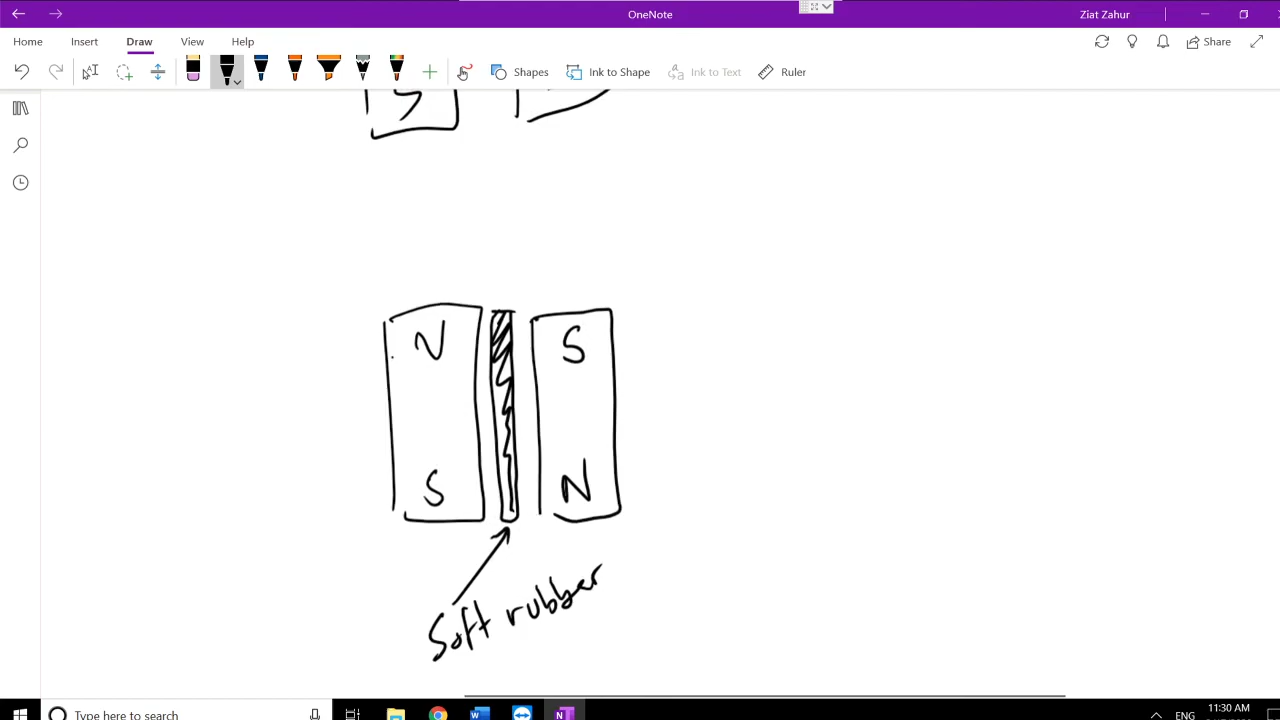 OneNote
Ziat Zahur
Home Insert Draw View Help
Share
Shapes Ink to Shape Ink to Text Ruler
S
N S
S N
Soft rubber
Type here to search
ENG
11:30 AM